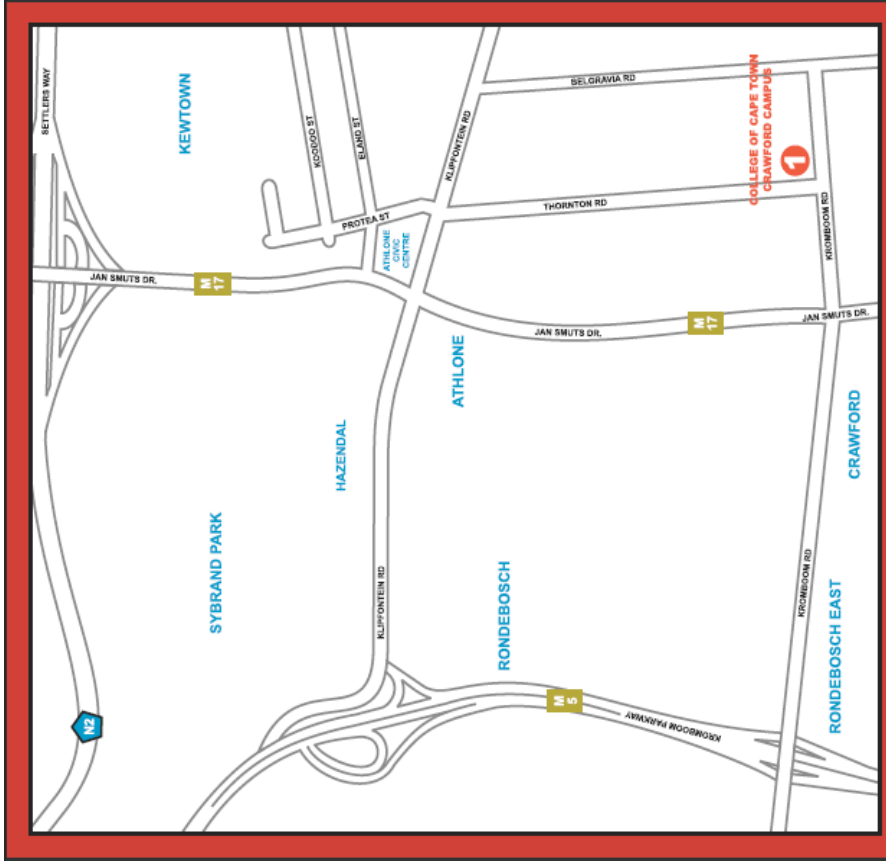 SETTLERS WAY
KEWTOWN
KOODOO ST
ELAND ST
KLIPFONTEIN RD
BELGRAVIA RD
COLLEGE OF CAPE TOWN
CRAWFORD CAMPUS
1
PROTEA ST
THORNTON RD
KROMBOOM RD
ATHLONE
CIVIC
CENTRE
JAN SMUTS DR.
M
17
JAN SMUTS DR.
M
17
JAN SMUTS DR.
ATHLONE
HAZENDAL
CRAWFORD
SYBRAND PARK
KLIPFONTEIN RD
RONDEBOSCH
KROMBOOM RD
RONDEBOSCH EAST
N2
M
5
KROMBOOM PARKWAY